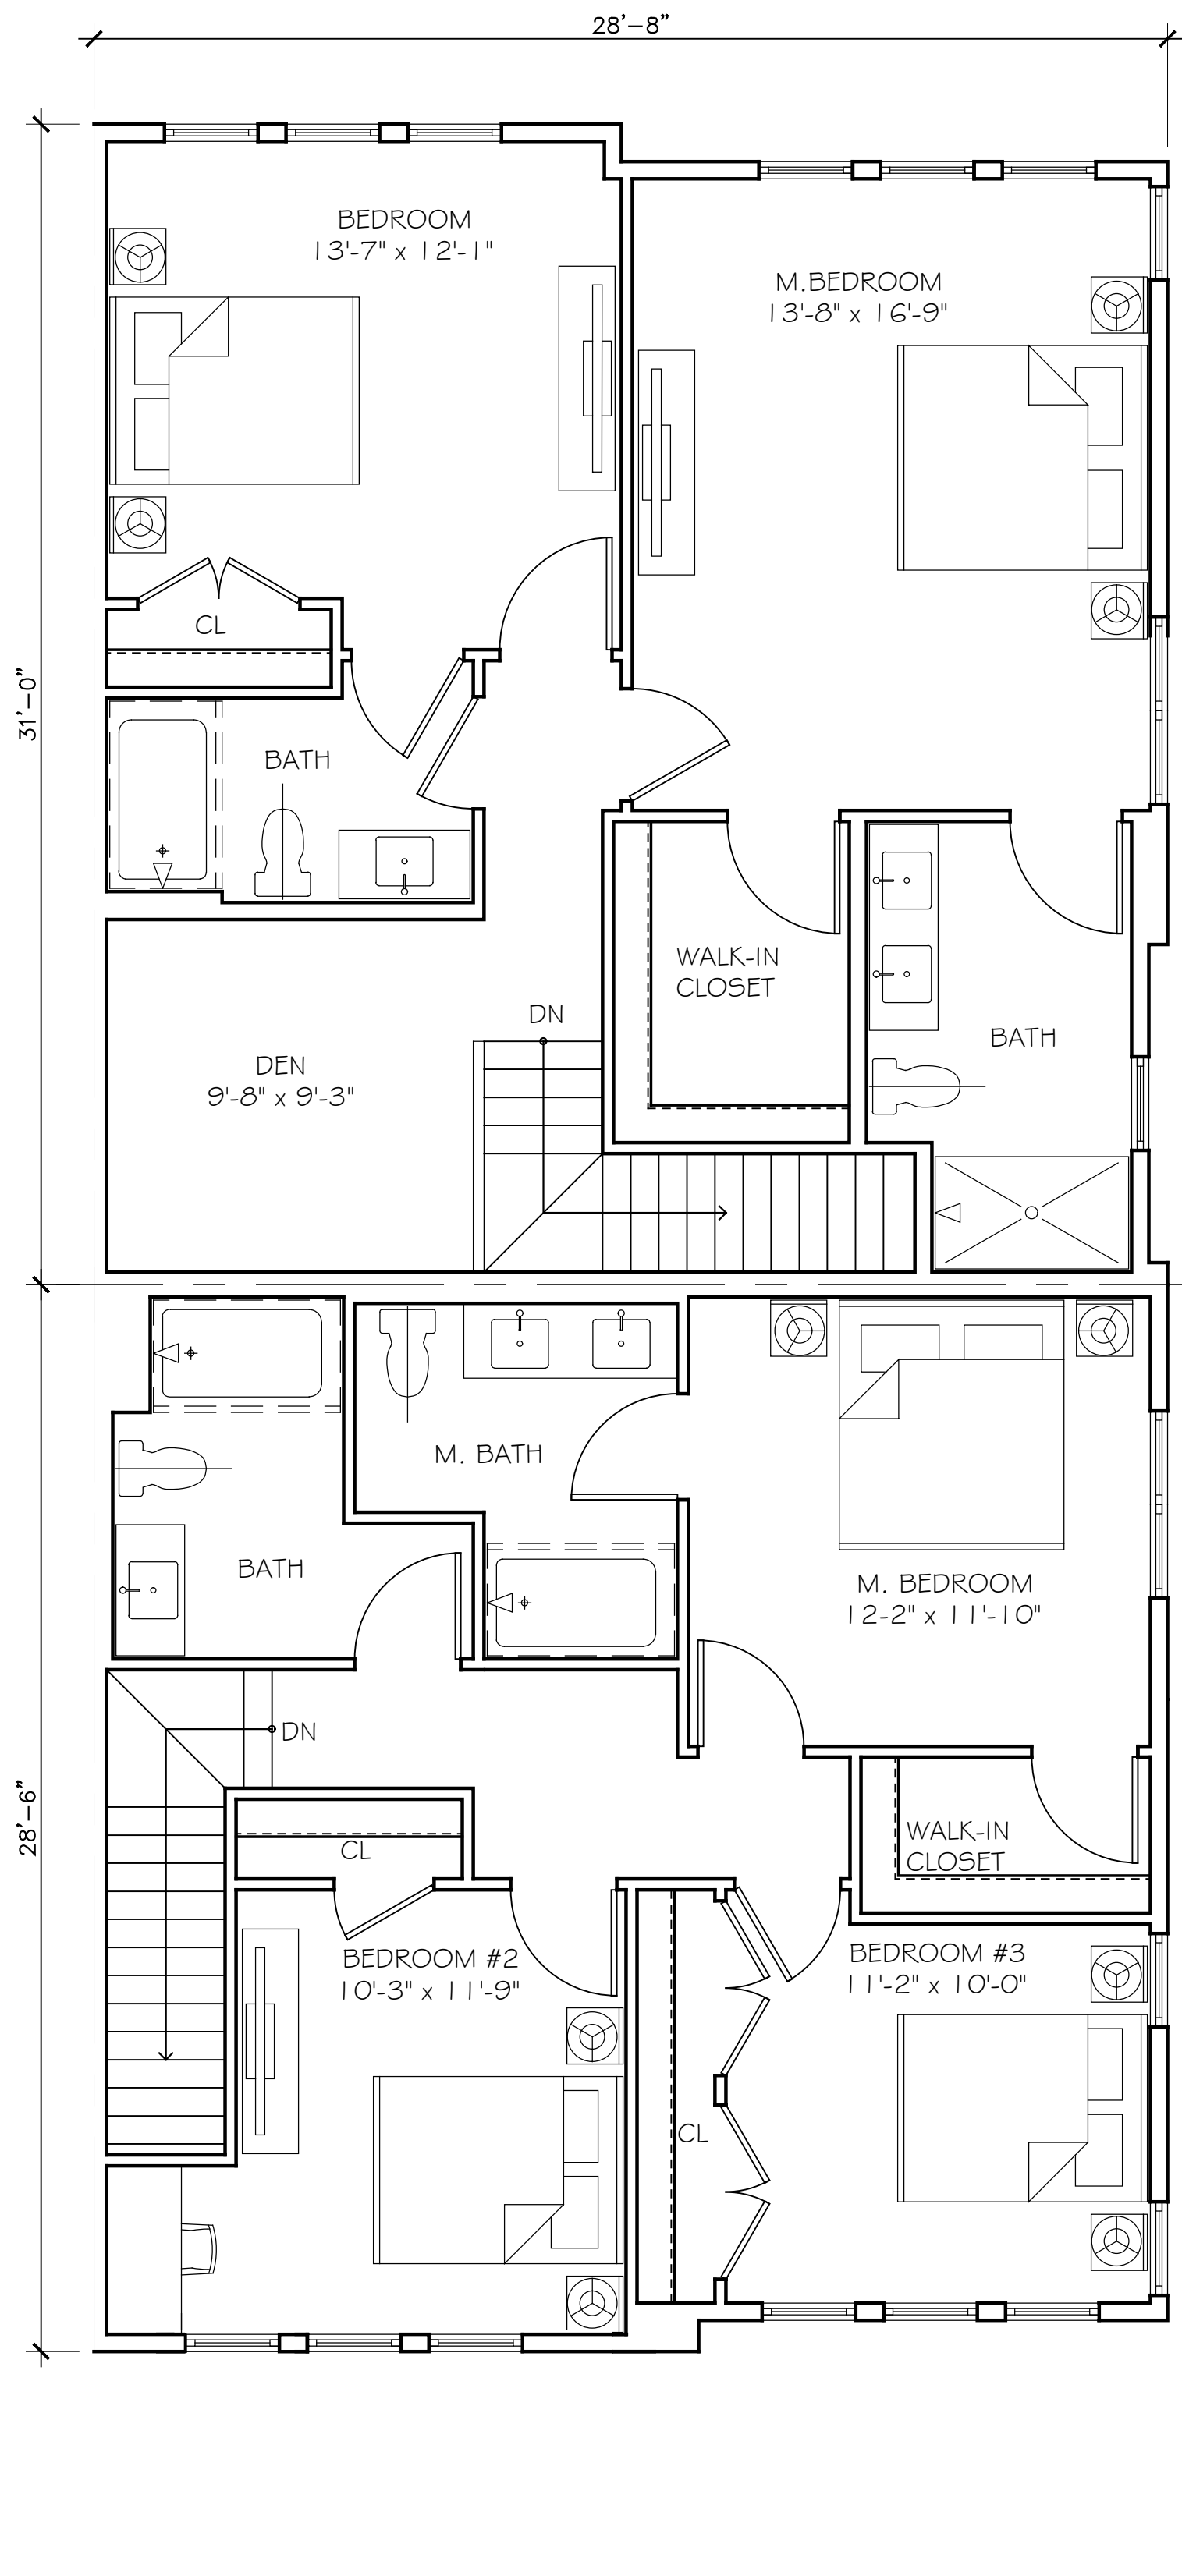 28'-8"
BEDROOM
13'-7" x 12'-1"
M.BEDROOM
13'-8" x 16'-9"
CL
31'-0"
BATH
WALK-IN
CLOSET
DN
BATH
DEN
9'-8" x 9'-3"
M. BATH
BATH
M. BEDROOM
12-2" x 11'-10"
DN
28'-6"
WALK-IN
CLOSET
CL
BEDROOM #2
10'-3" x 11'-9"
BEDROOM #3
11'-2" x 10'-0"
CL